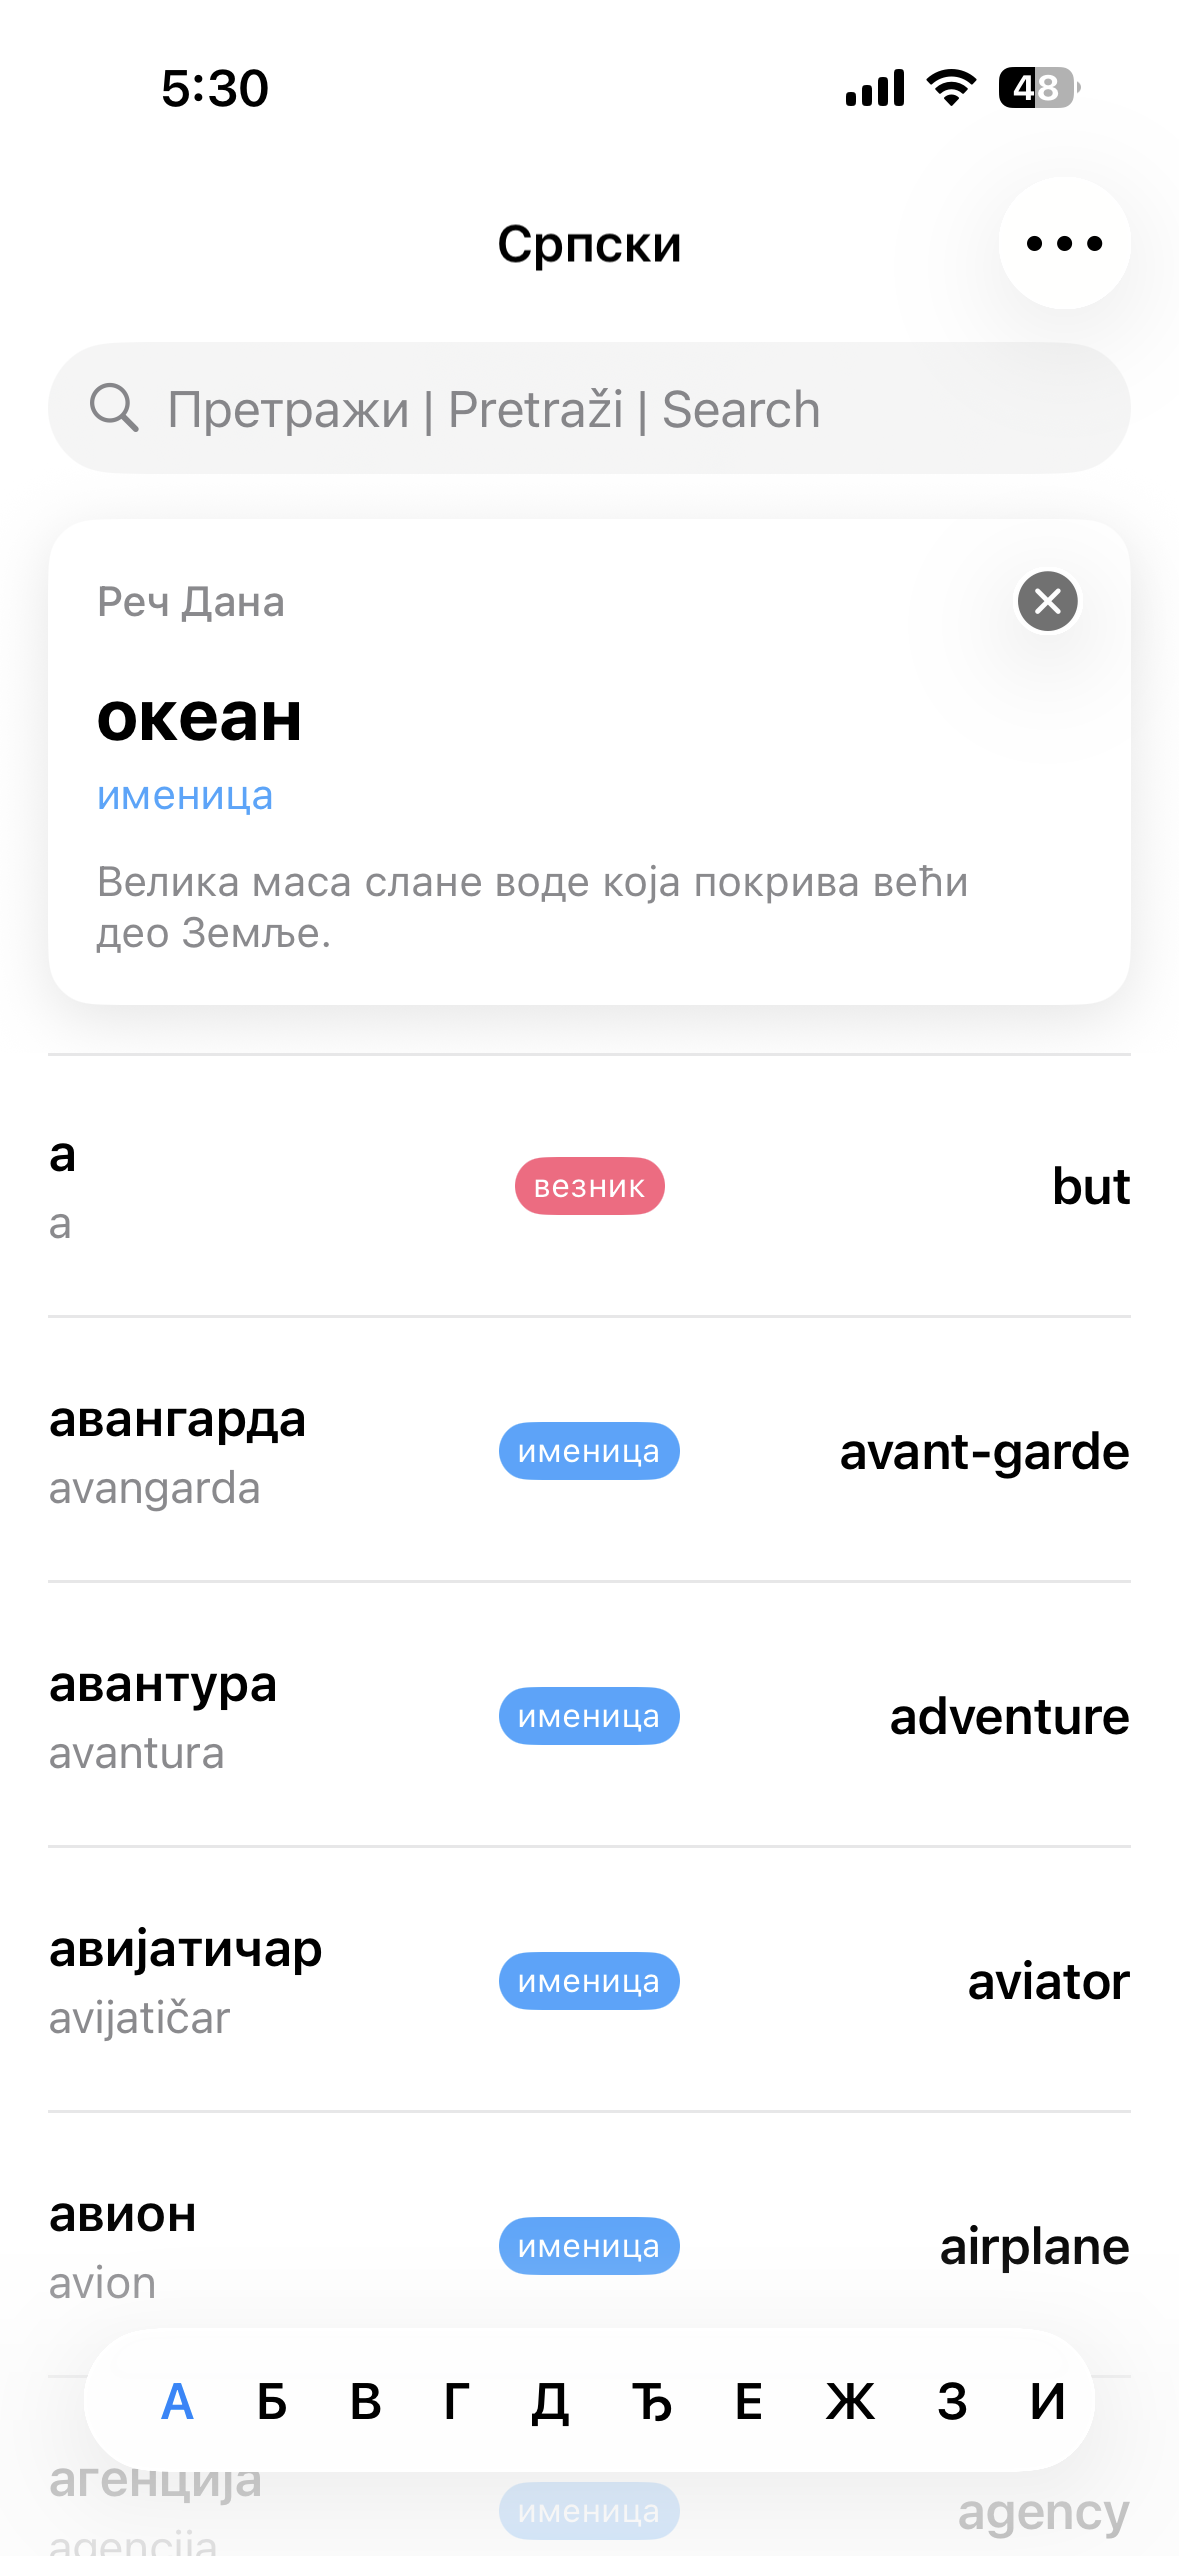 5:30
48
Српски
Претражи | Pretraži | Search
Реч Дана
океан
именица
Велика маса слане воде која покрива већи
део Земље.
а
a
везник
but
авангарда
avangarda
именица
avant-garde
авантура
avantura
именица
adventure
авијатичар
avijatičar
именица
aviator
авион
avion
именица
airplane
А Б В Г Д Ђ Е Ж З И
агенција
agencija
именица
agency